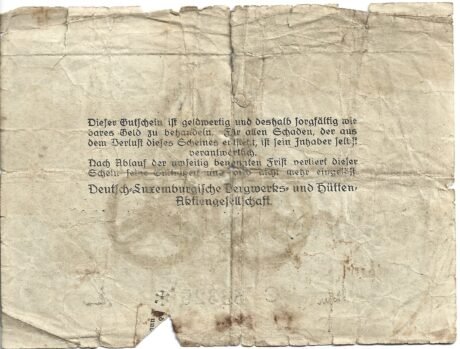 Dieser Gutschein ist geldwertig und deshalb sorgfältig wie
bares Geld zu behandeln. Für allen Schaden, der aus
dem Verlust dieses Scheines entsteht, ist sein Inhaber selbst
verantwortlich.
Nach Ablauf der umseitig benannten Frist verliert dieser
Schein seine Gültigkeit und wird nicht mehr eingelöst
Deutsch-Luxemburgische Bergwerks- und Hütten-
Aktiengesellschaft.